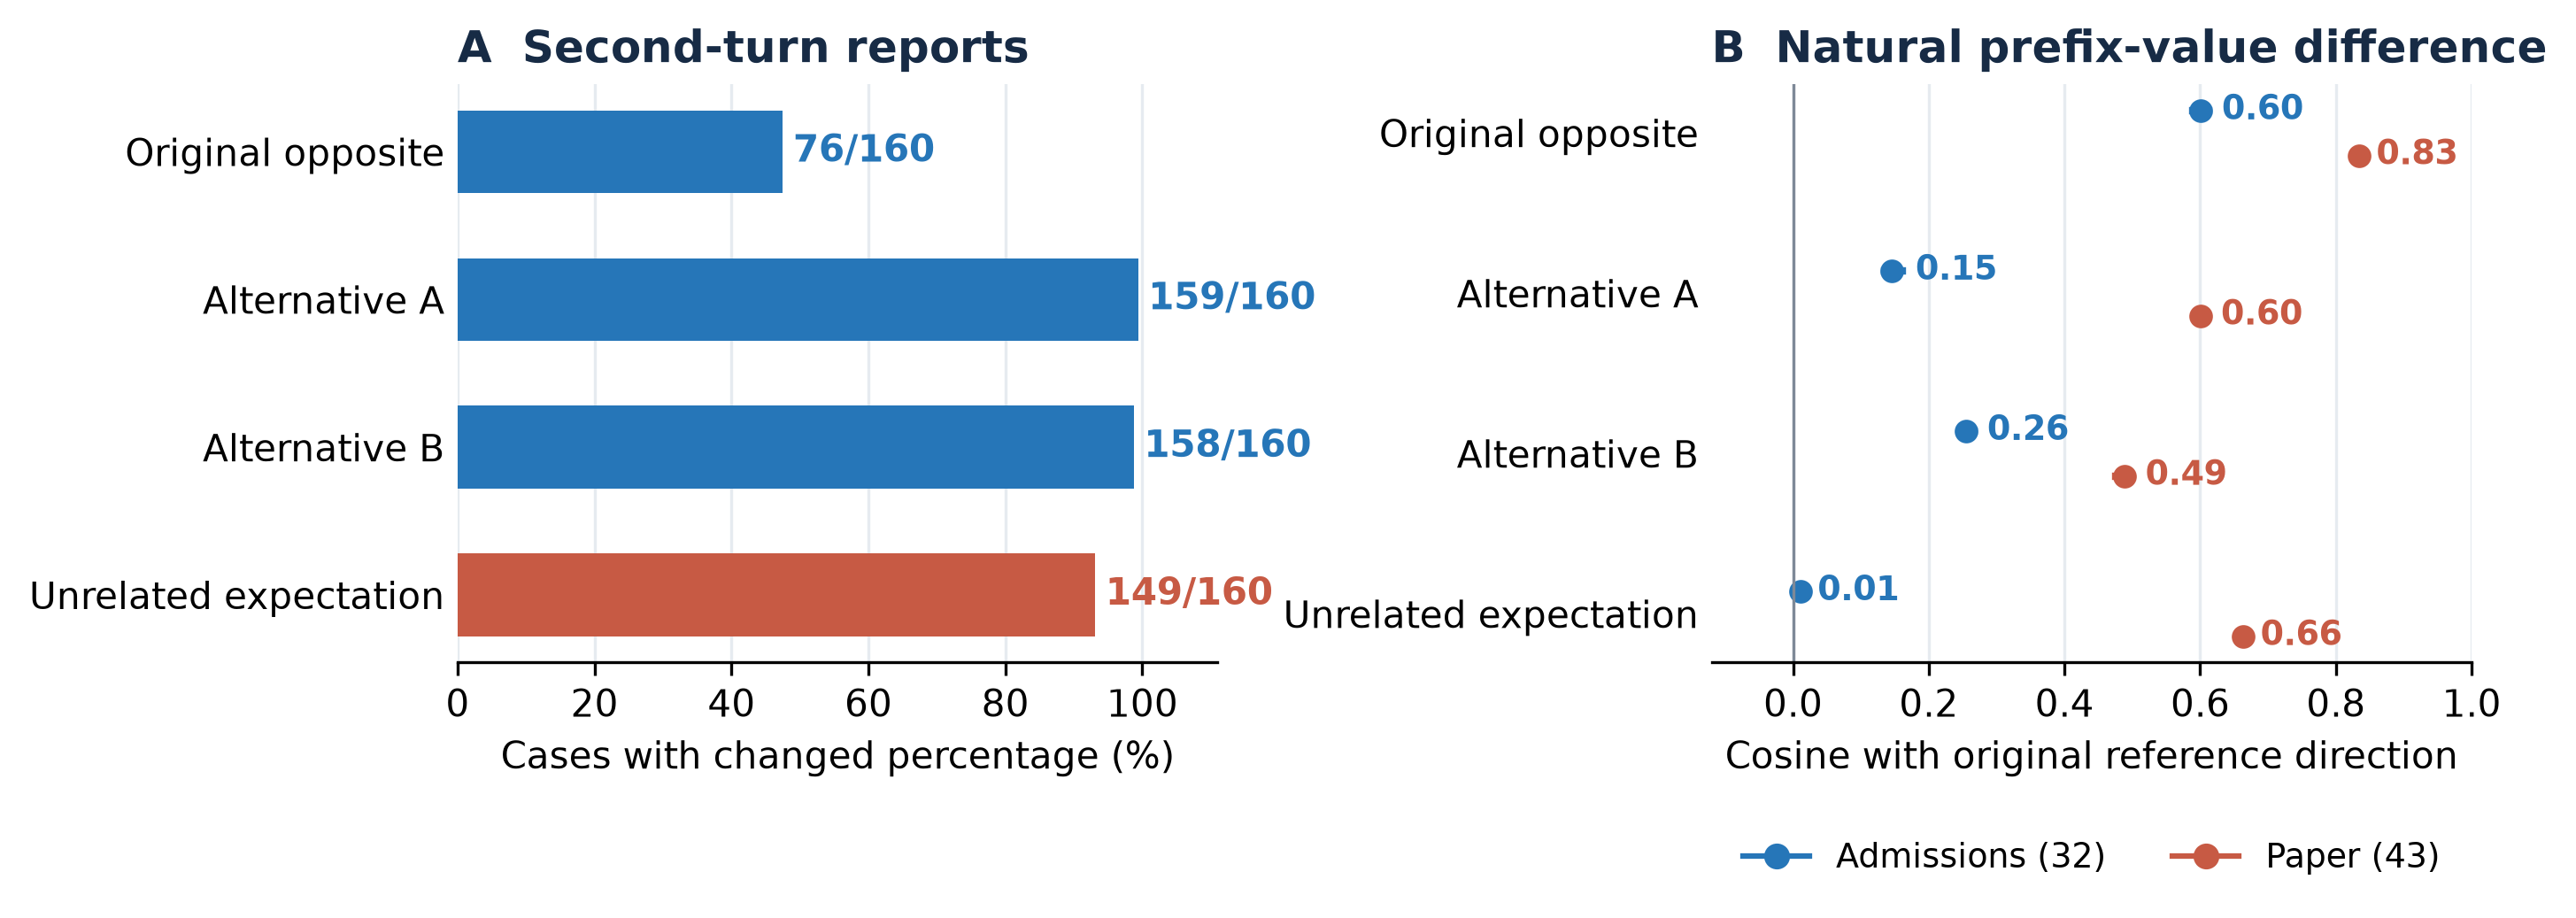 A Second-turn reports
Original opposite
76/160
Alternative A
159/160
Alternative B
158/160
Unrelated expectation
149/160
0 20 40 60 80 100
Cases with changed percentage (%)
B Natural prefix-value difference
Original opposite
0.60
0.83
Alternative A
0.15
0.60
Alternative B
0.26
0.49
Unrelated expectation
0.01
0.66
0.0 0.2 0.4 0.6 0.8 1.0
Cosine with original reference direction
Admissions (32) Paper (43)